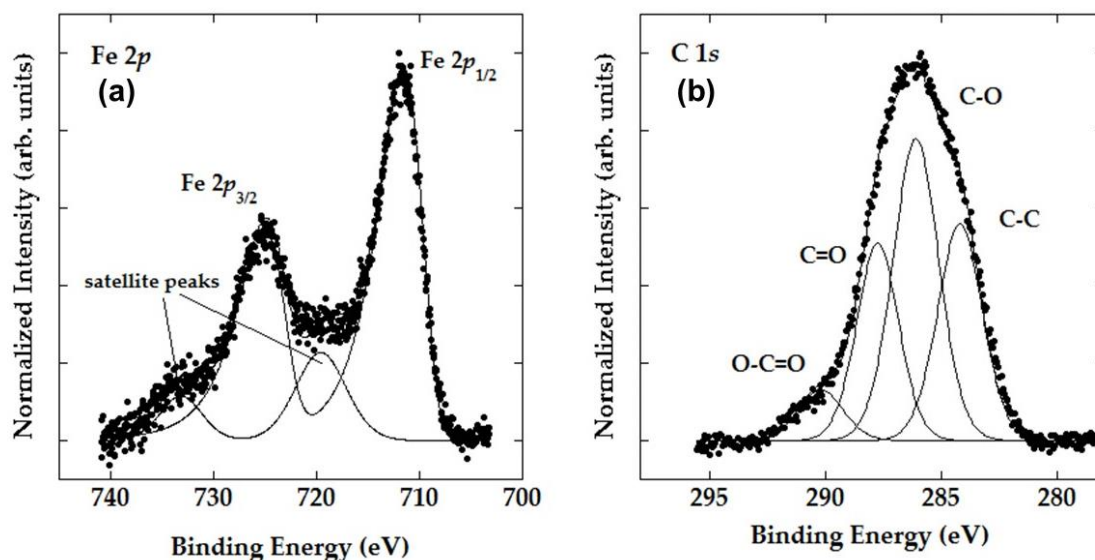 Fe 2p
(a)
Fe 2p1/2
Fe 2p3/2
satellite peaks
Normalized Intensity (arb. units)
740 730 720 710 700
Binding Energy (eV)
C 1s
(b)
C-O
C-C
C=O
O-C=O
Normalized Intensity (arb. units)
295 290 285 280
Binding Energy (eV)